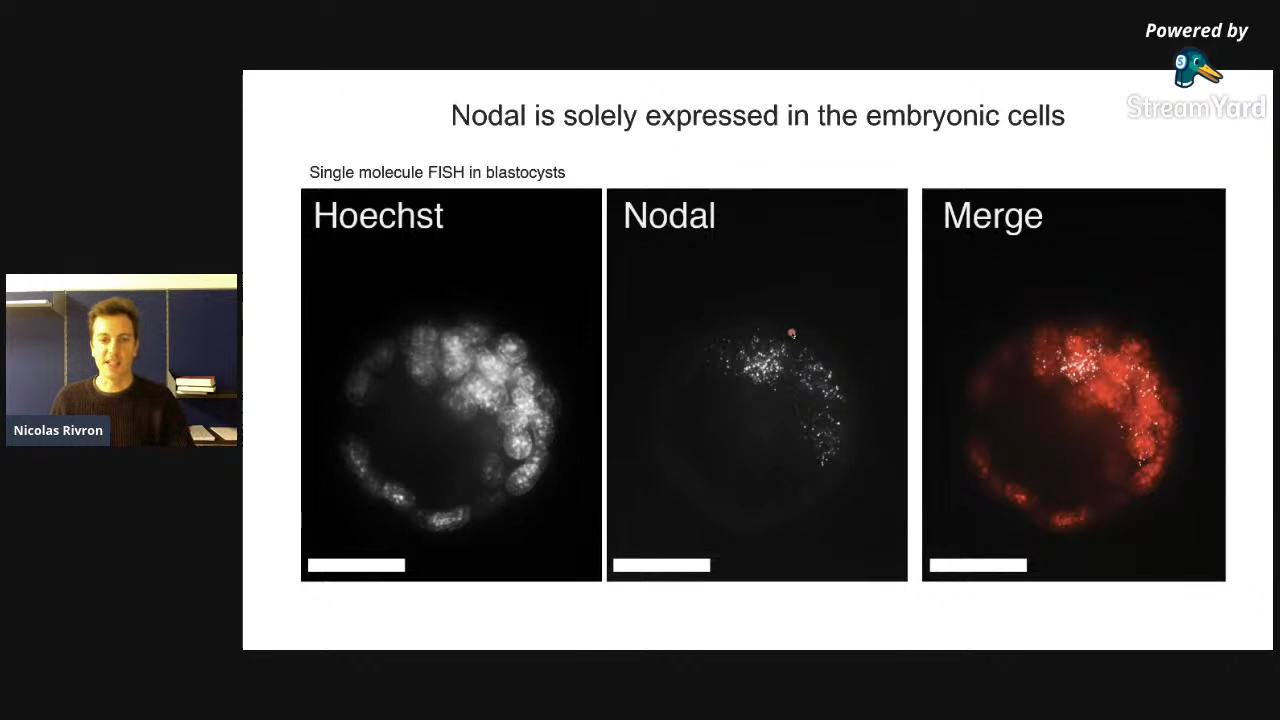 Powered by
StreamYard
Nodal is solely expressed in the embryonic cells
Single molecule FISH in blastocysts
Hoechst
Nodal
Merge
Nicolas Rivron